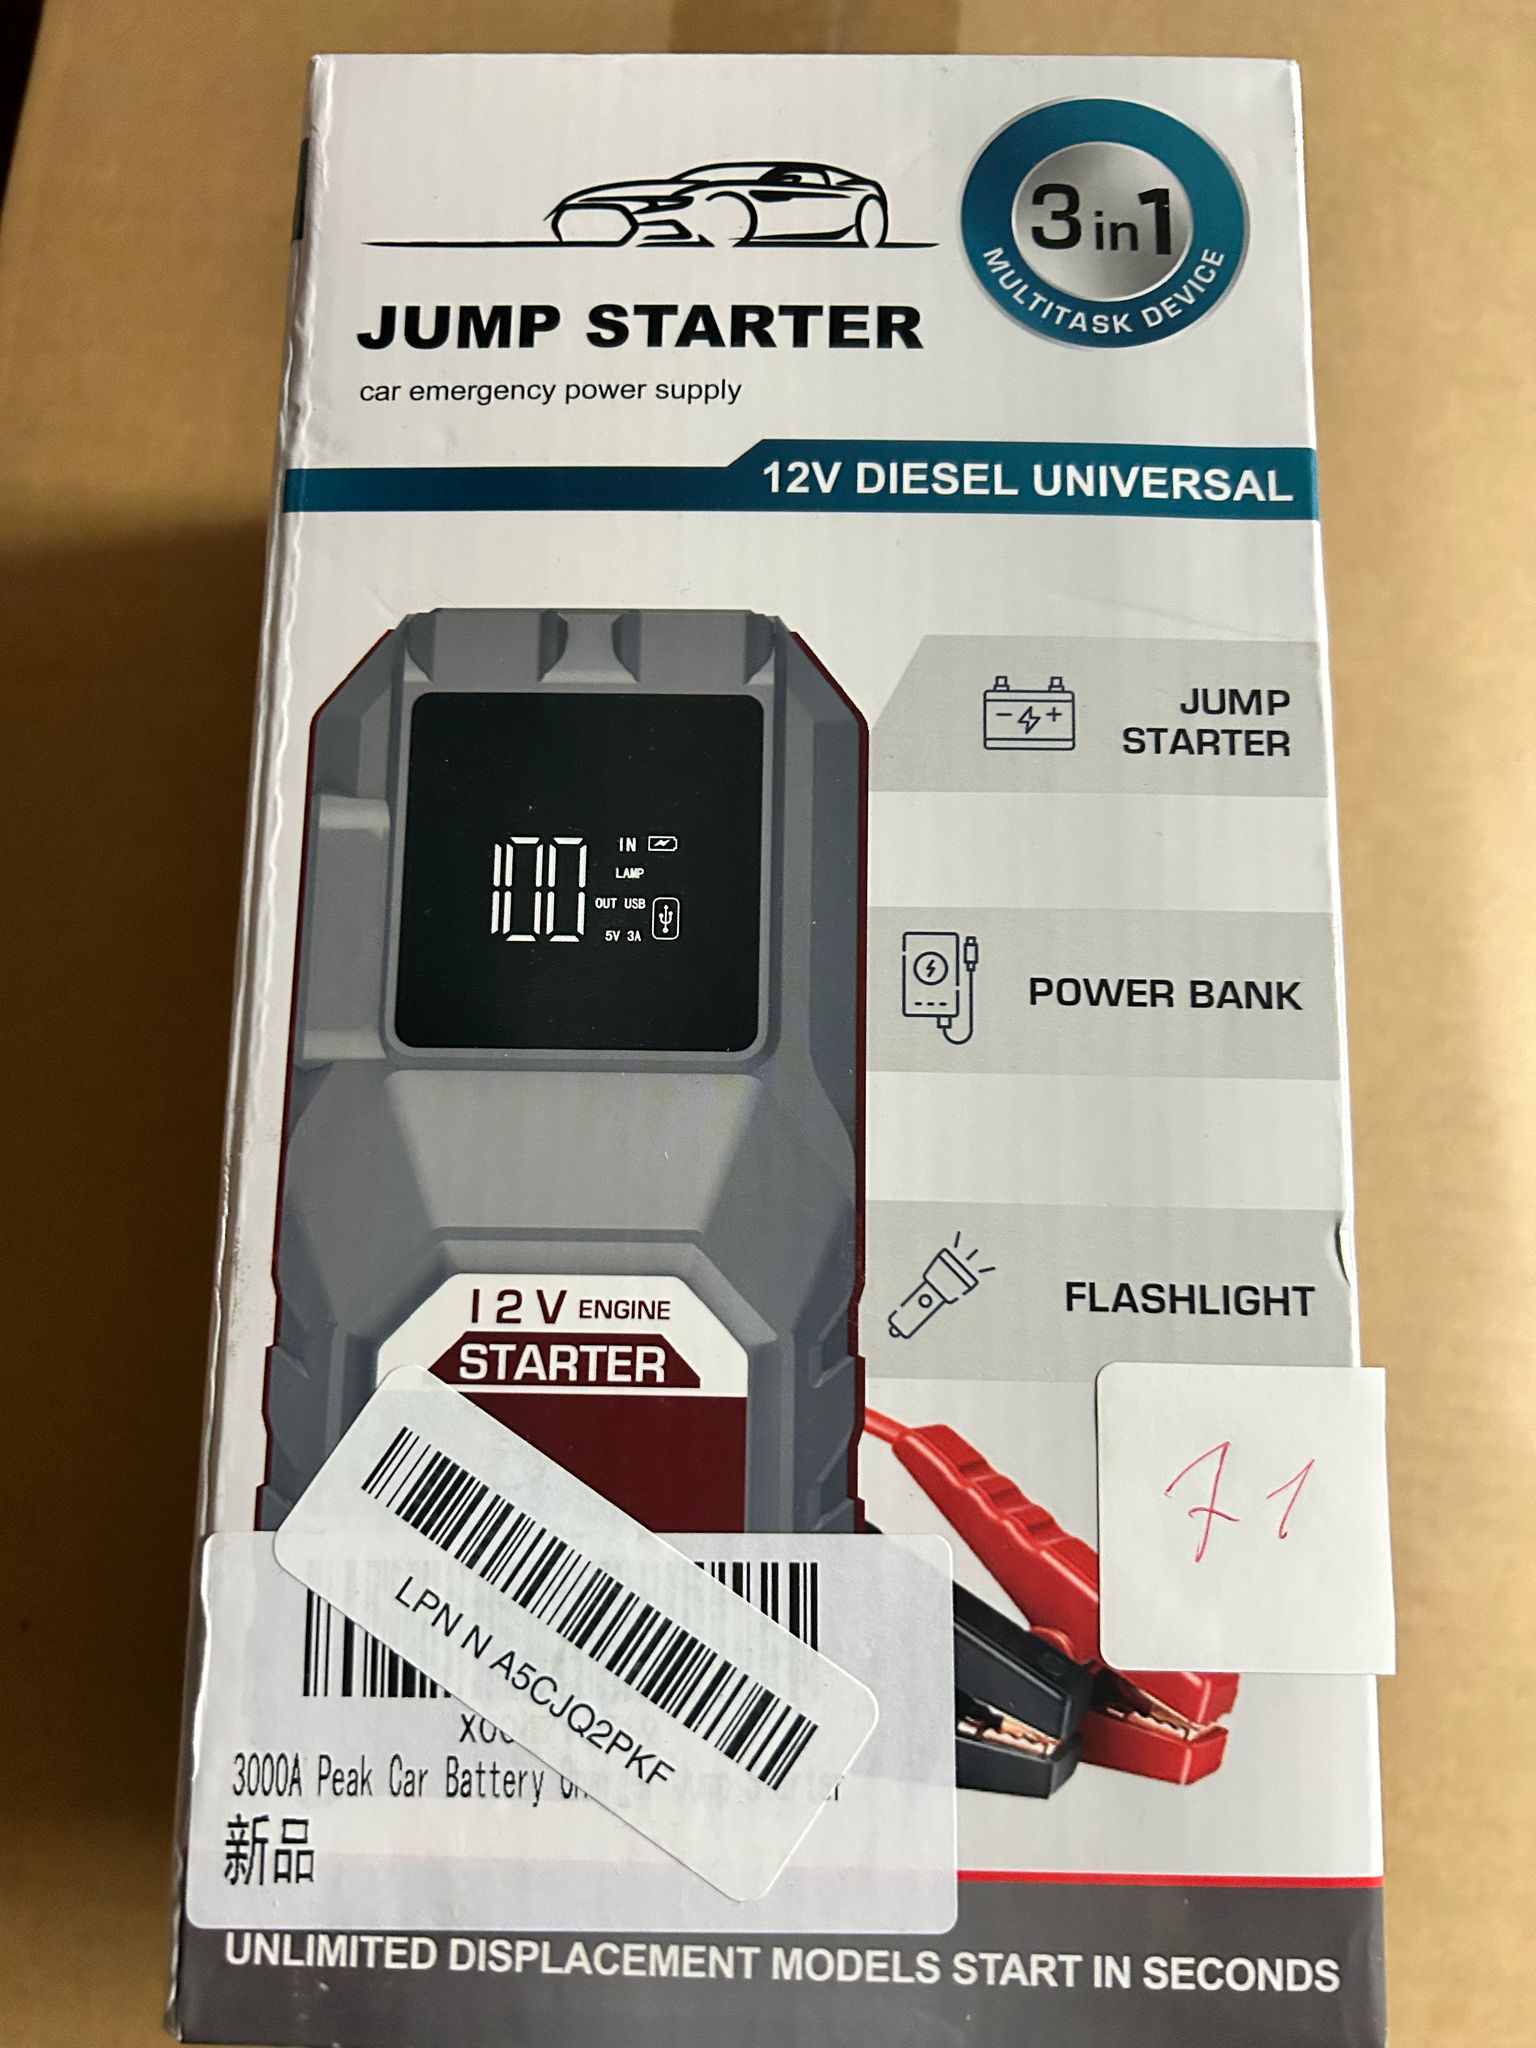 3 in 1
MULTITASK DEVICE
JUMP STARTER
car emergency power supply
12V DIESEL UNIVERSAL
JUMP
STARTER
100
IN
LAMP
OUT USB
5V 3A
POWER BANK
FLASHLIGHT
12V ENGINE
STARTER
71
LPN N A5CJQ2PKF
3000A Peak Car Battery
新品
UNLIMITED DISPLACEMENT MODELS START IN SECONDS